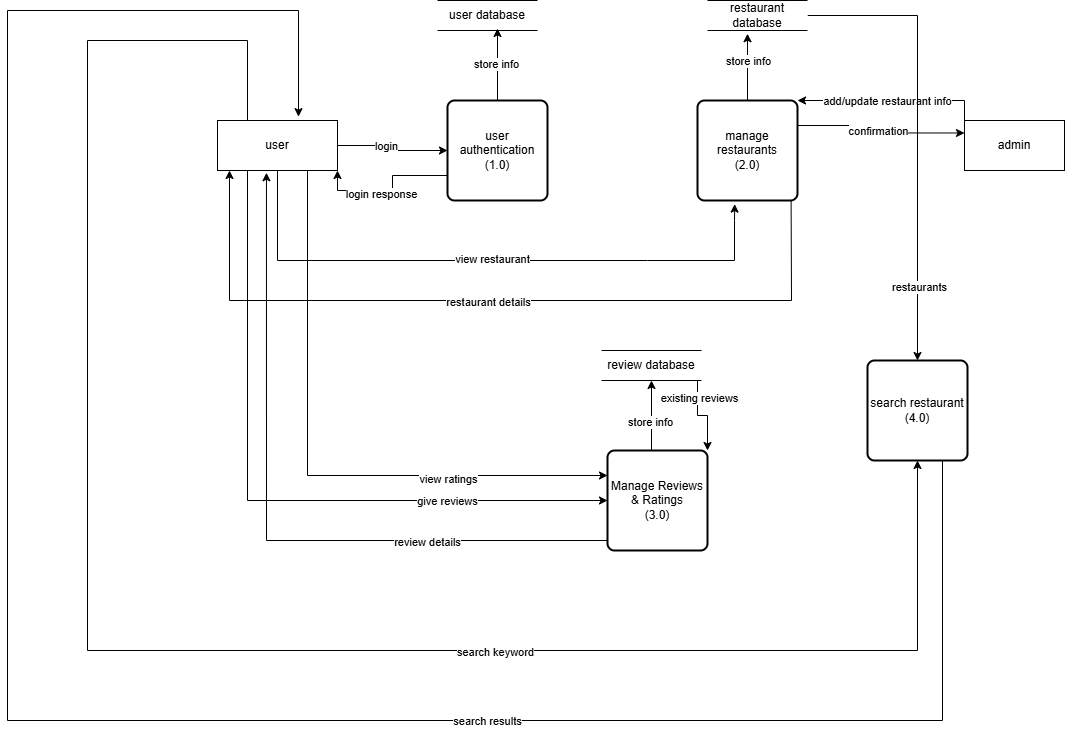 user database
restaurant
database
store info
store info
add/update restaurant info
user
login
user
authentication
(1.0)
manage
restaurants
(2.0)
confirmation
admin
login response
view restaurant
restaurants
restaurant details
review database
existing reviews
store info
search restaurant
(4.0)
view ratings
Manage Reviews
& Ratings
(3.0)
give reviews
review details
search keyword
search results